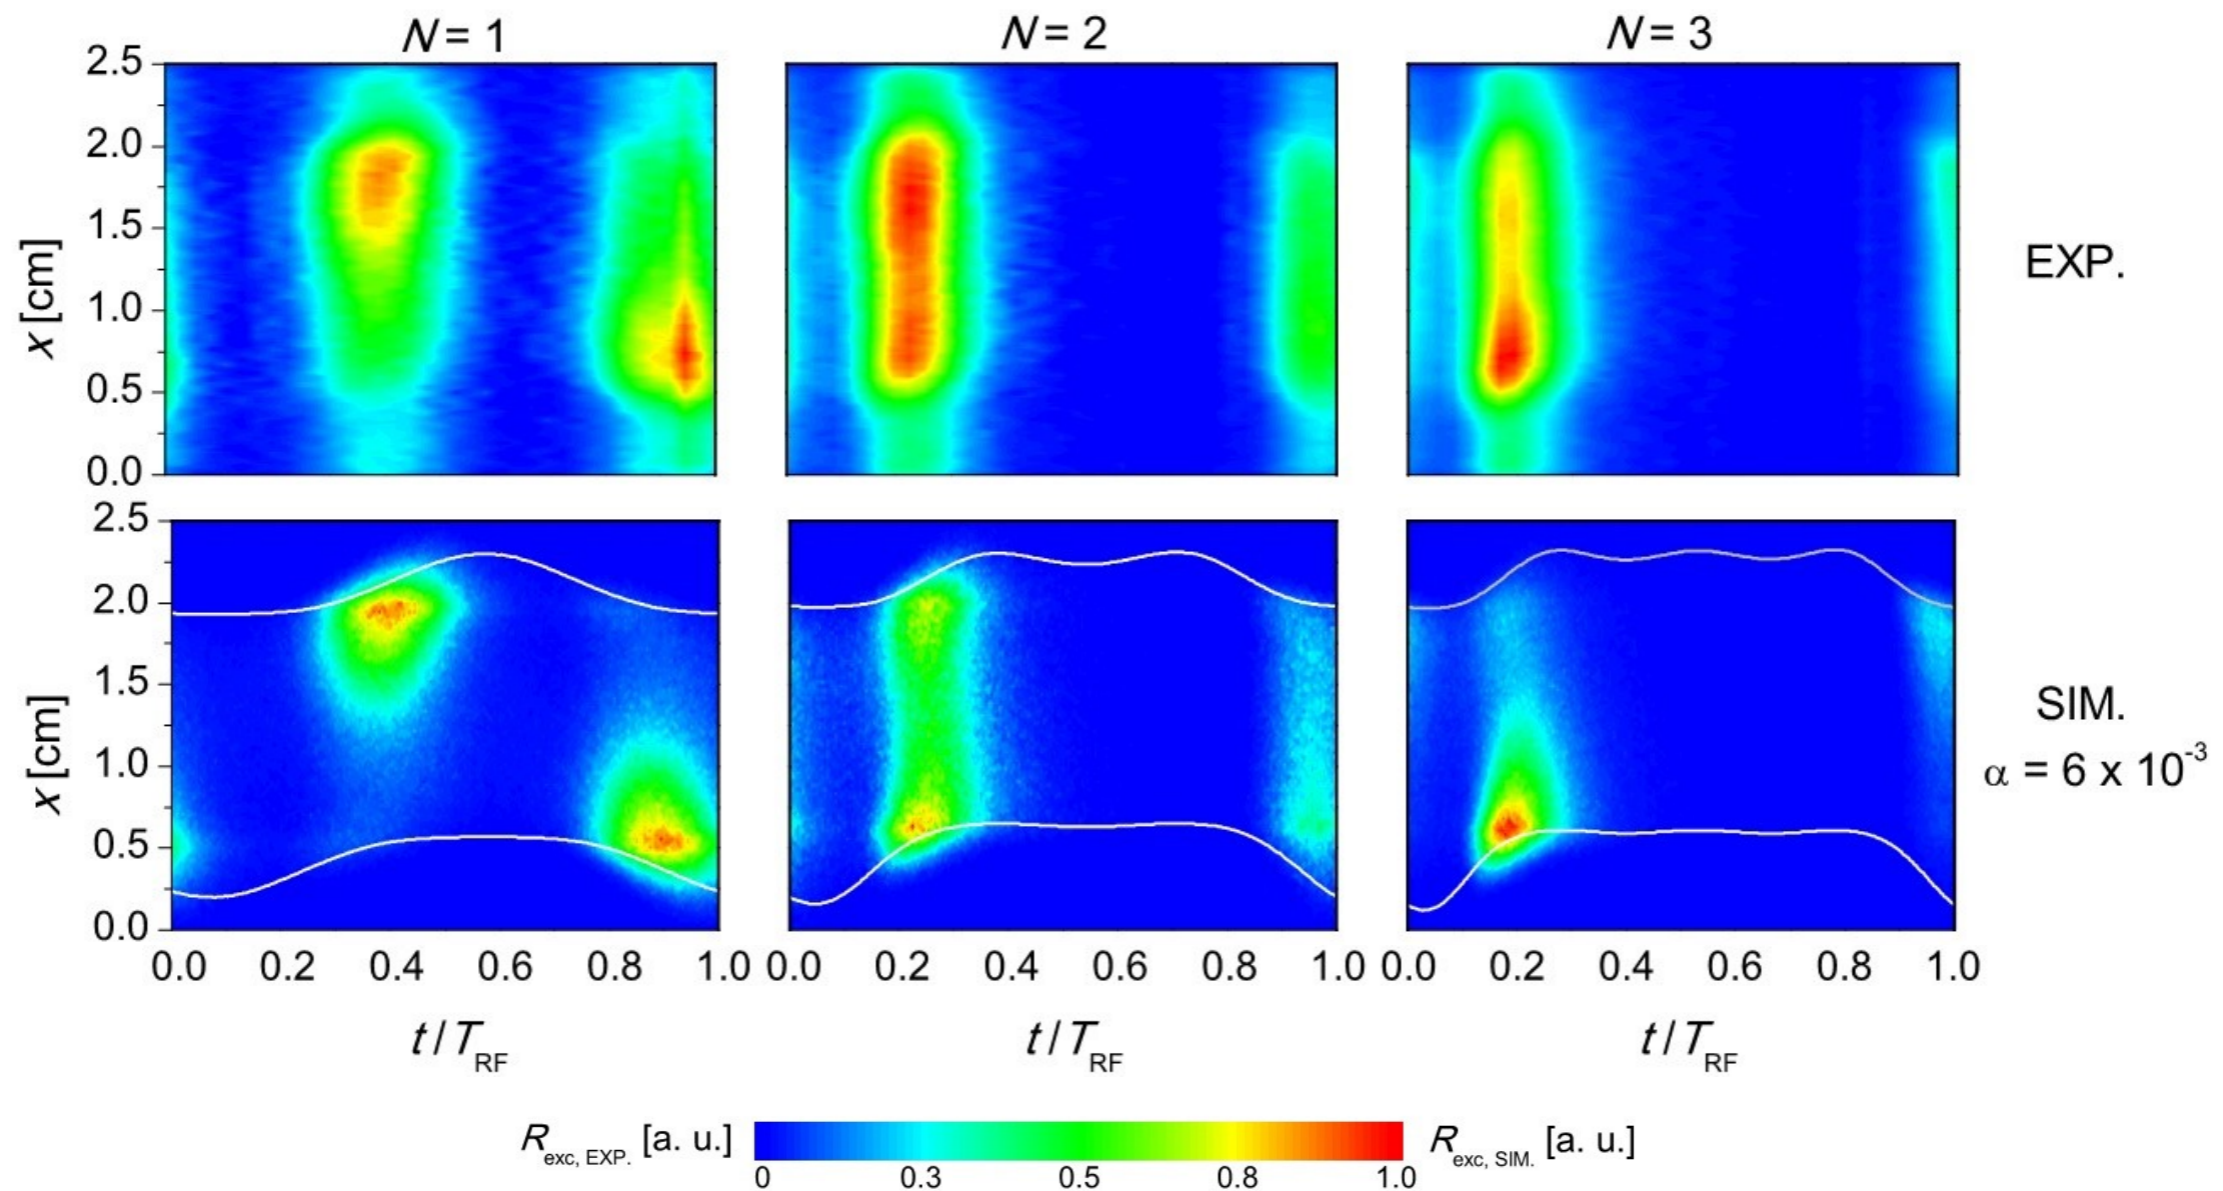 N = 1
N = 2
N = 3
2.5
2.0
1.5
1.0
0.5
0.0
x [cm]
EXP.
2.5
2.0
1.5
1.0
0.5
0.0
x [cm]
SIM.
α = 6 x 10^-3
0.0 0.2 0.4 0.6 0.8 1.0 0.0 0.2 0.4 0.6 0.8 1.0 0.0 0.2 0.4 0.6 0.8 1.0
t / T_RF
t / T_RF
t / T_RF
R_exc, EXP. [a. u.]
R_exc, SIM. [a. u.]
0 0.3 0.5 0.8 1.0